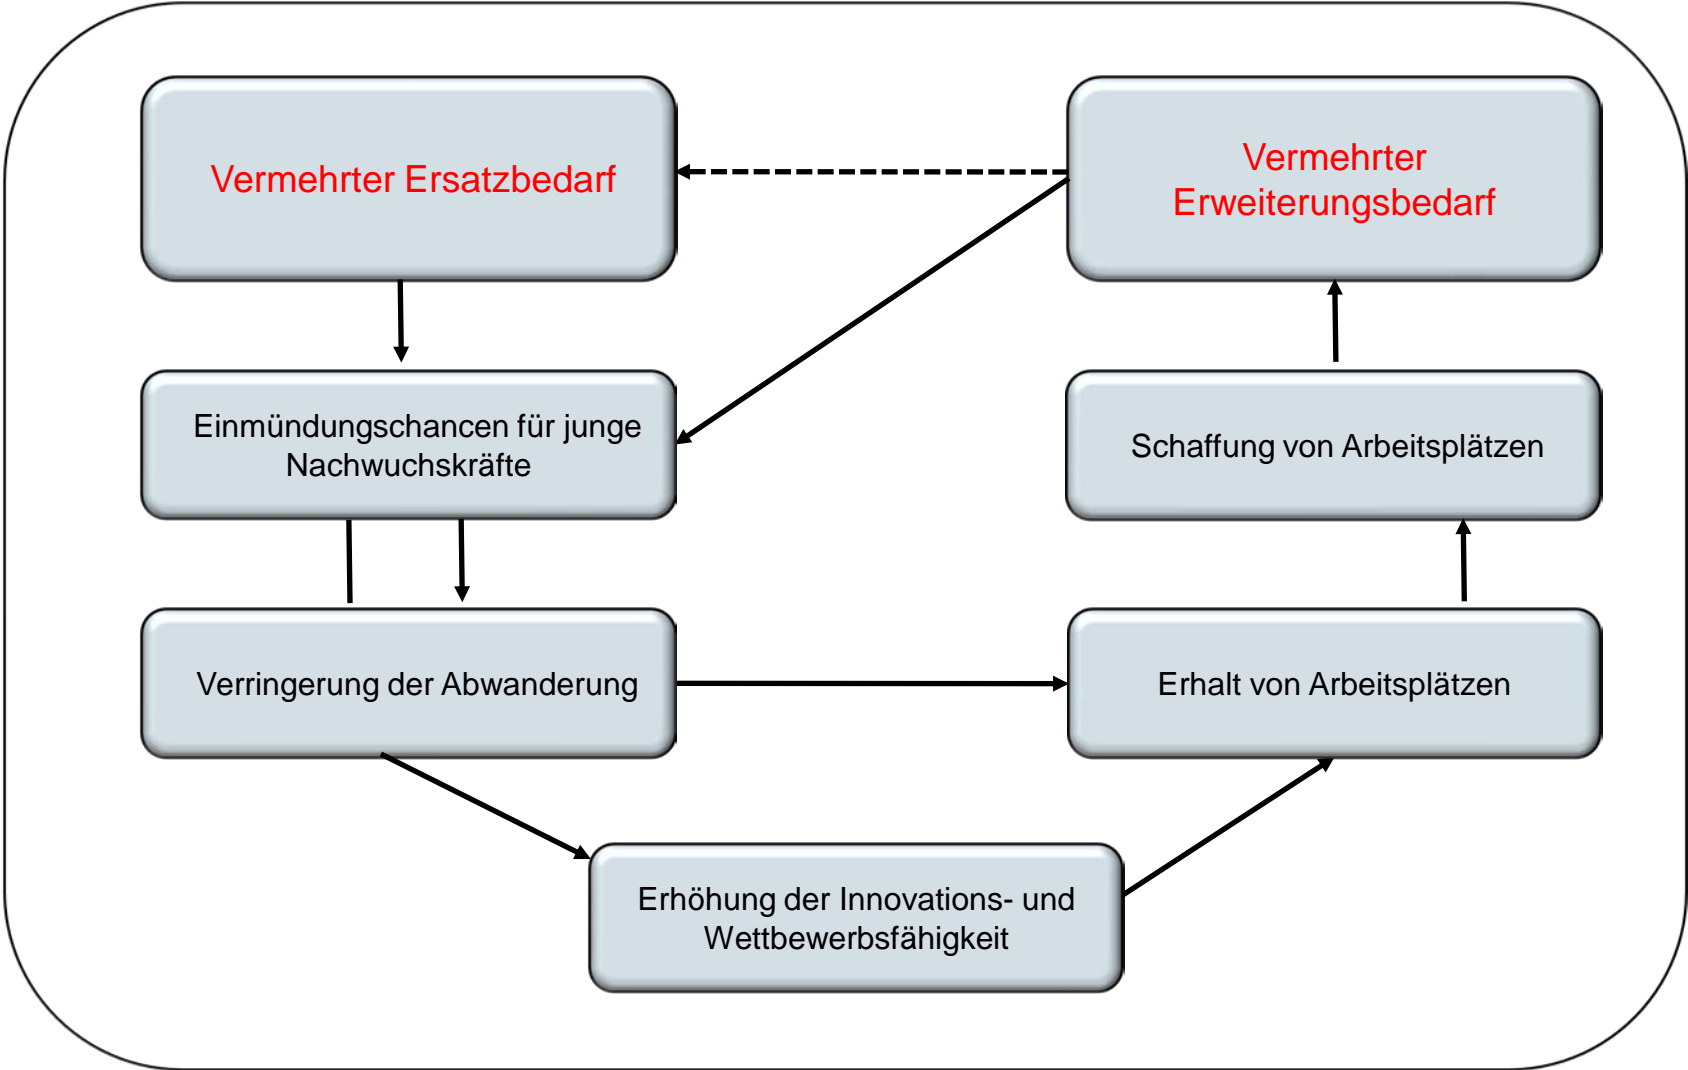 Vermehrter Ersatzbedarf
Vermehrter
Erweiterungsbedarf
Einmündungschancen für junge
Nachwuchskräfte
Schaffung von Arbeitsplätzen
Verringerung der Abwanderung
Erhalt von Arbeitsplätzen
Erhöhung der Innovations- und
Wettbewerbsfähigkeit